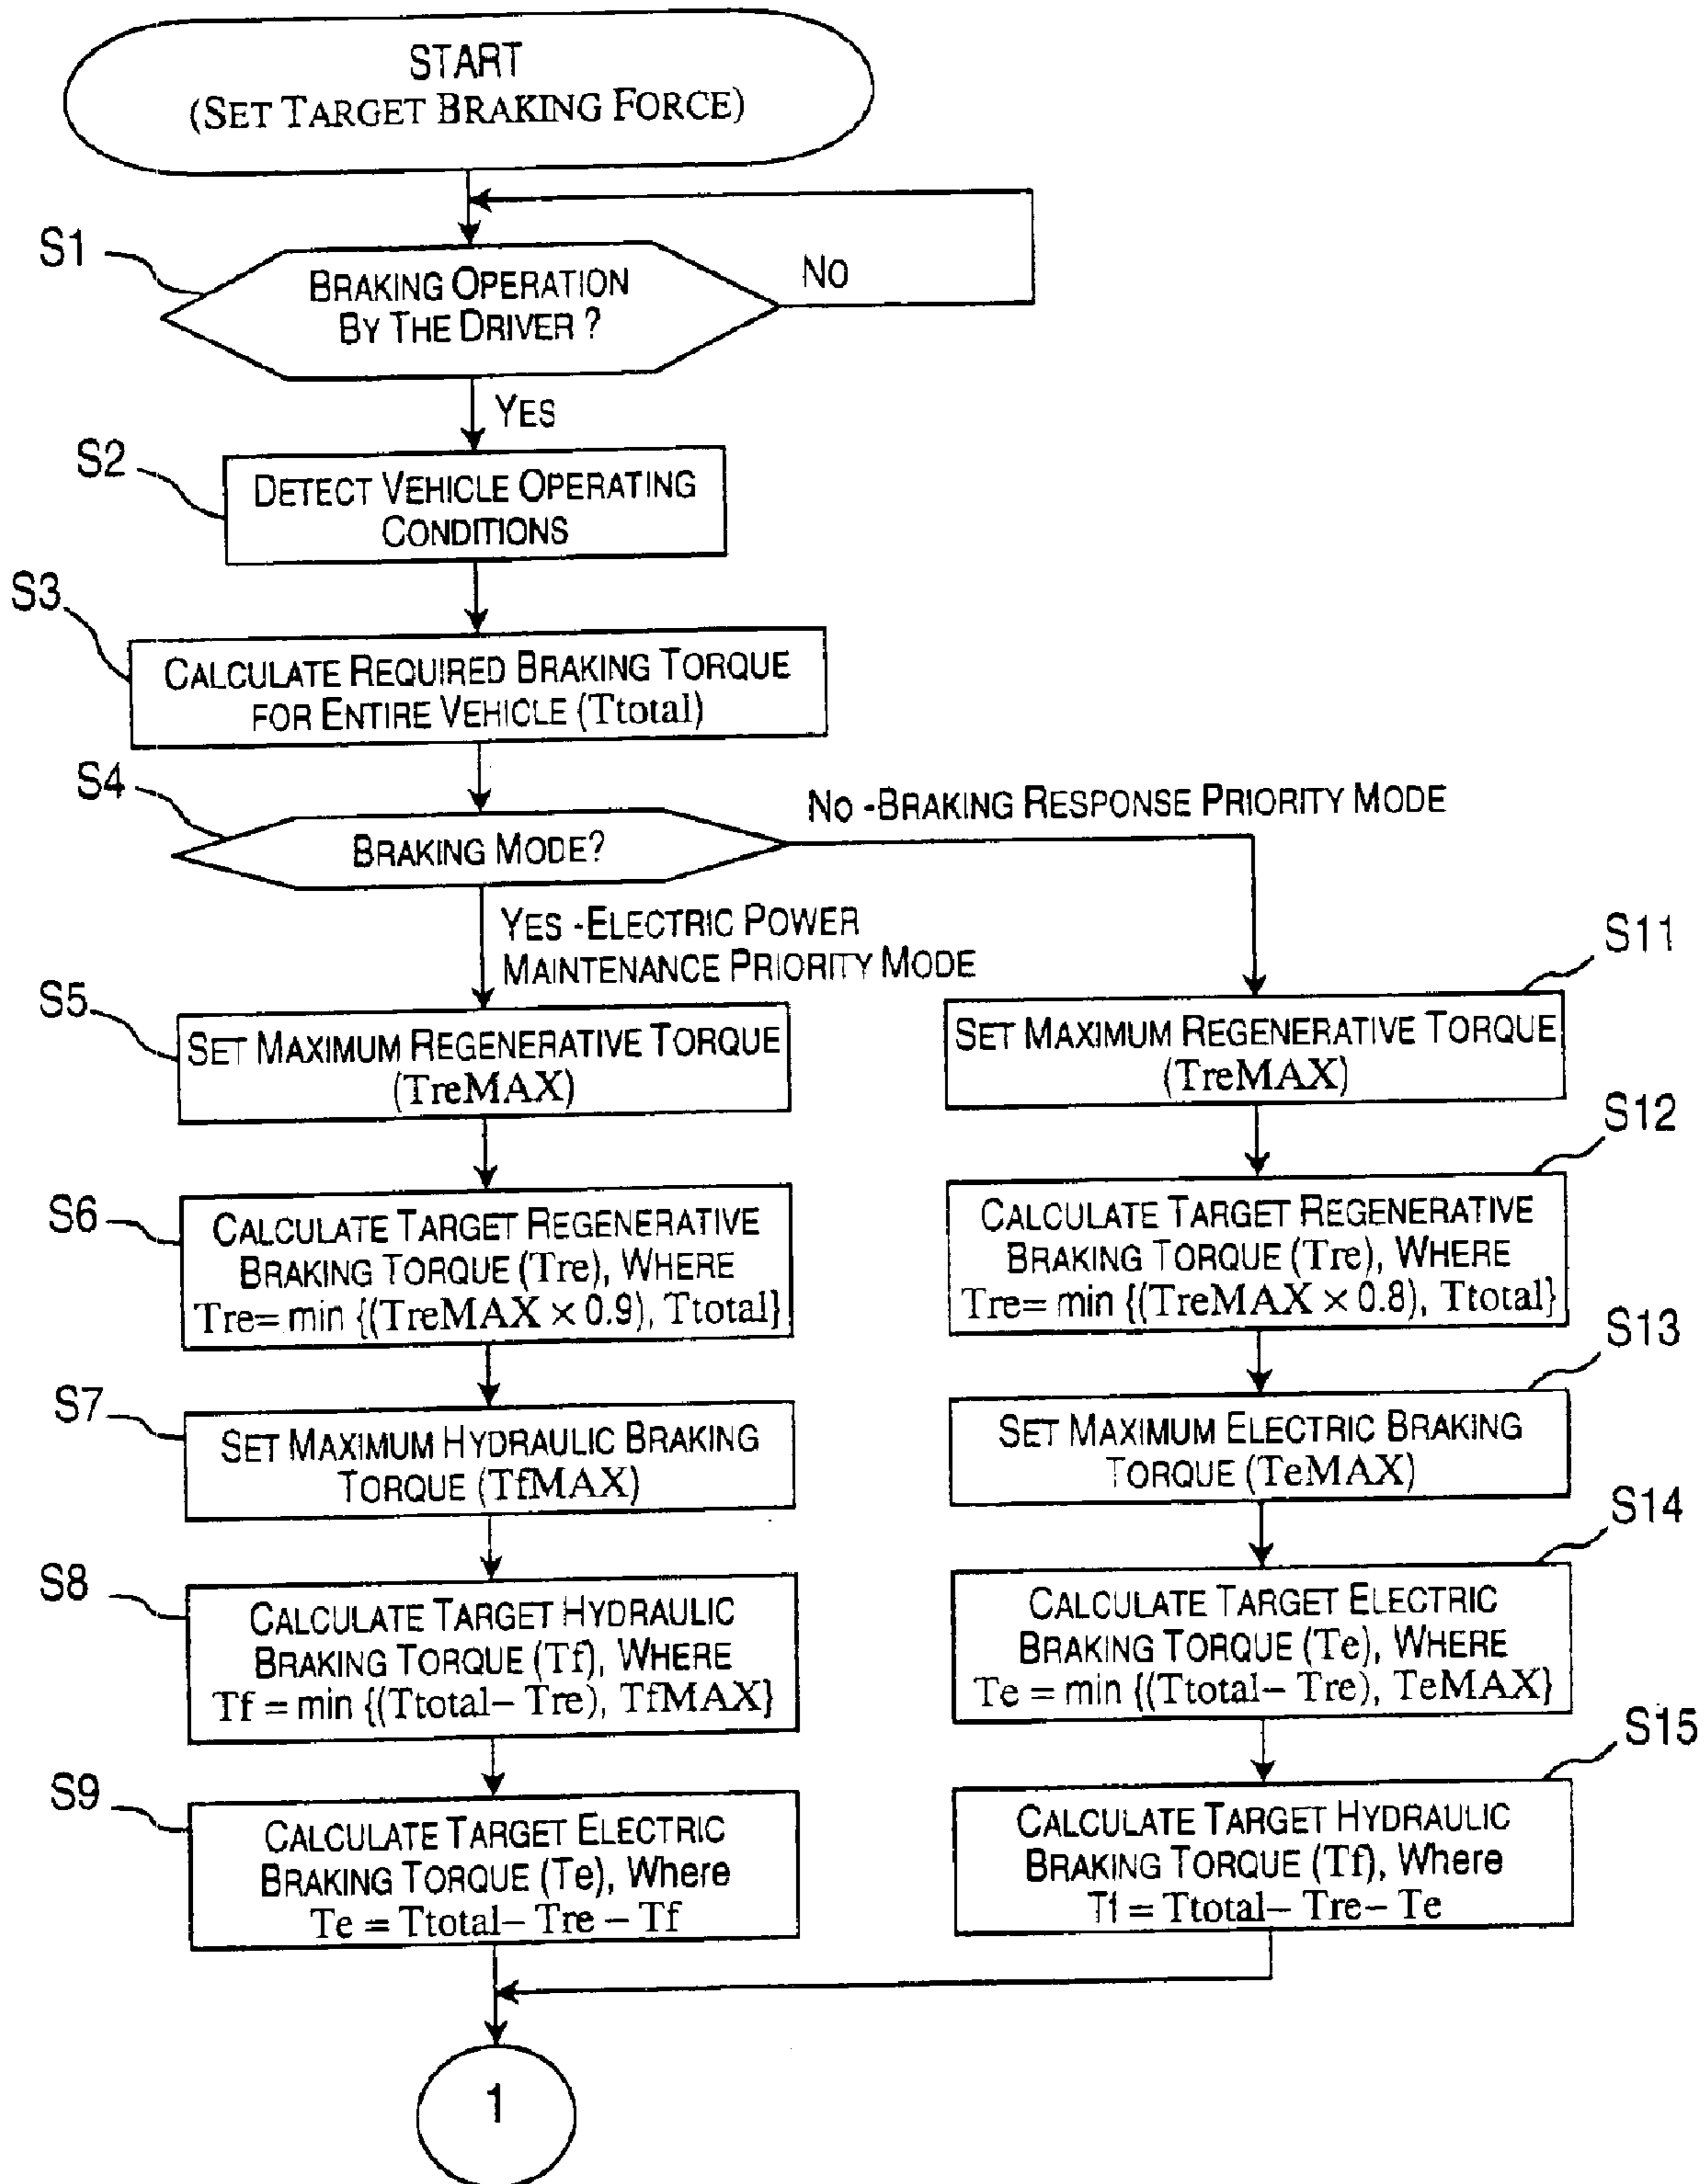 START
(SET TARGET BRAKING FORCE)
S1
BRAKING OPERATION
BY THE DRIVER ?
NO
YES
S2
DETECT VEHICLE OPERATING
CONDITIONS
S3
CALCULATE REQUIRED BRAKING TORQUE
FOR ENTIRE VEHICLE (Ttotal)
S4
BRAKING MODE?
NO -BRAKING RESPONSE PRIORITY MODE
YES -ELECTRIC POWER
MAINTENANCE PRIORITY MODE
S5
SET MAXIMUM REGENERATIVE TORQUE
(TreMAX)
S6
CALCULATE TARGET REGENERATIVE
BRAKING TORQUE (Tre), WHERE
Tre= min {(TreMAX × 0.9), Ttotal}
S7
SET MAXIMUM HYDRAULIC BRAKING
TORQUE (TfMAX)
S8
CALCULATE TARGET HYDRAULIC
BRAKING TORQUE (Tf), WHERE
Tf = min {(Ttotal– Tre), TfMAX}
S9
CALCULATE TARGET ELECTRIC
BRAKING TORQUE (Te), Where
Te = Ttotal– Tre – Tf
S11
SET MAXIMUM REGENERATIVE TORQUE
(TreMAX)
S12
CALCULATE TARGET REGENERATIVE
BRAKING TORQUE (Tre), WHERE
Tre= min {(TreMAX × 0.8), Ttotal}
S13
SET MAXIMUM ELECTRIC BRAKING
TORQUE (TeMAX)
S14
CALCULATE TARGET ELECTRIC
BRAKING TORQUE (Te), WHERE
Te = min {(Ttotal– Tre), TeMAX}
S15
CALCULATE TARGET HYDRAULIC
BRAKING TORQUE (Tf), Where
Tf = Ttotal– Tre– Te
1